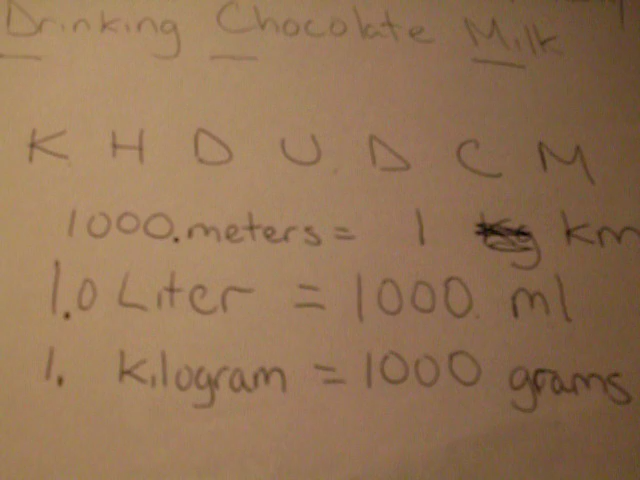 Drinking Chocolate Milk
K H D U D C M
1000.meters = 1 km
1.0 Liter = 1000 ml
1. kilogram = 1000 grams